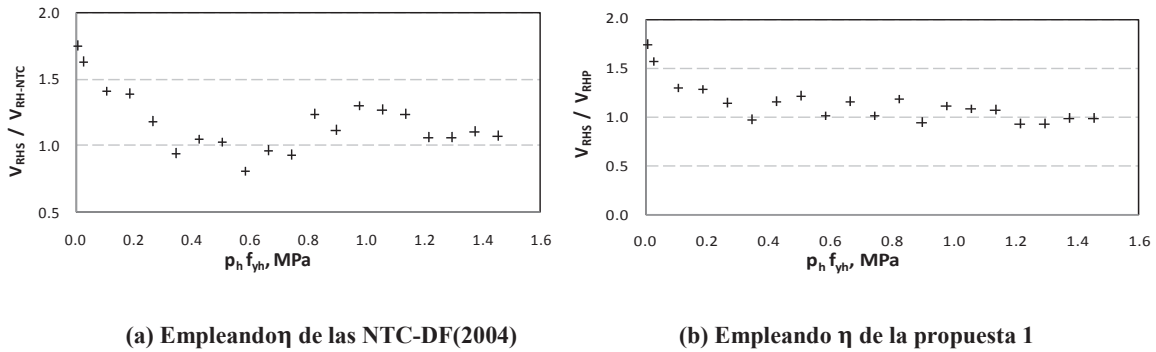 2.0
1.5
1.0
0.5
V_RHS / V_RH-NTC
0.0 0.2 0.4 0.6 0.8 1.0 1.2 1.4 1.6
p_h f_yh, MPa
(a) Empleandoη de las NTC-DF(2004)
2.0
1.5
1.0
0.5
0.0
V_RHS / V_RHP
0.0 0.2 0.4 0.6 0.8 1.0 1.2 1.4 1.6
p_h f_yh, MPa
(b) Empleando η de la propuesta 1